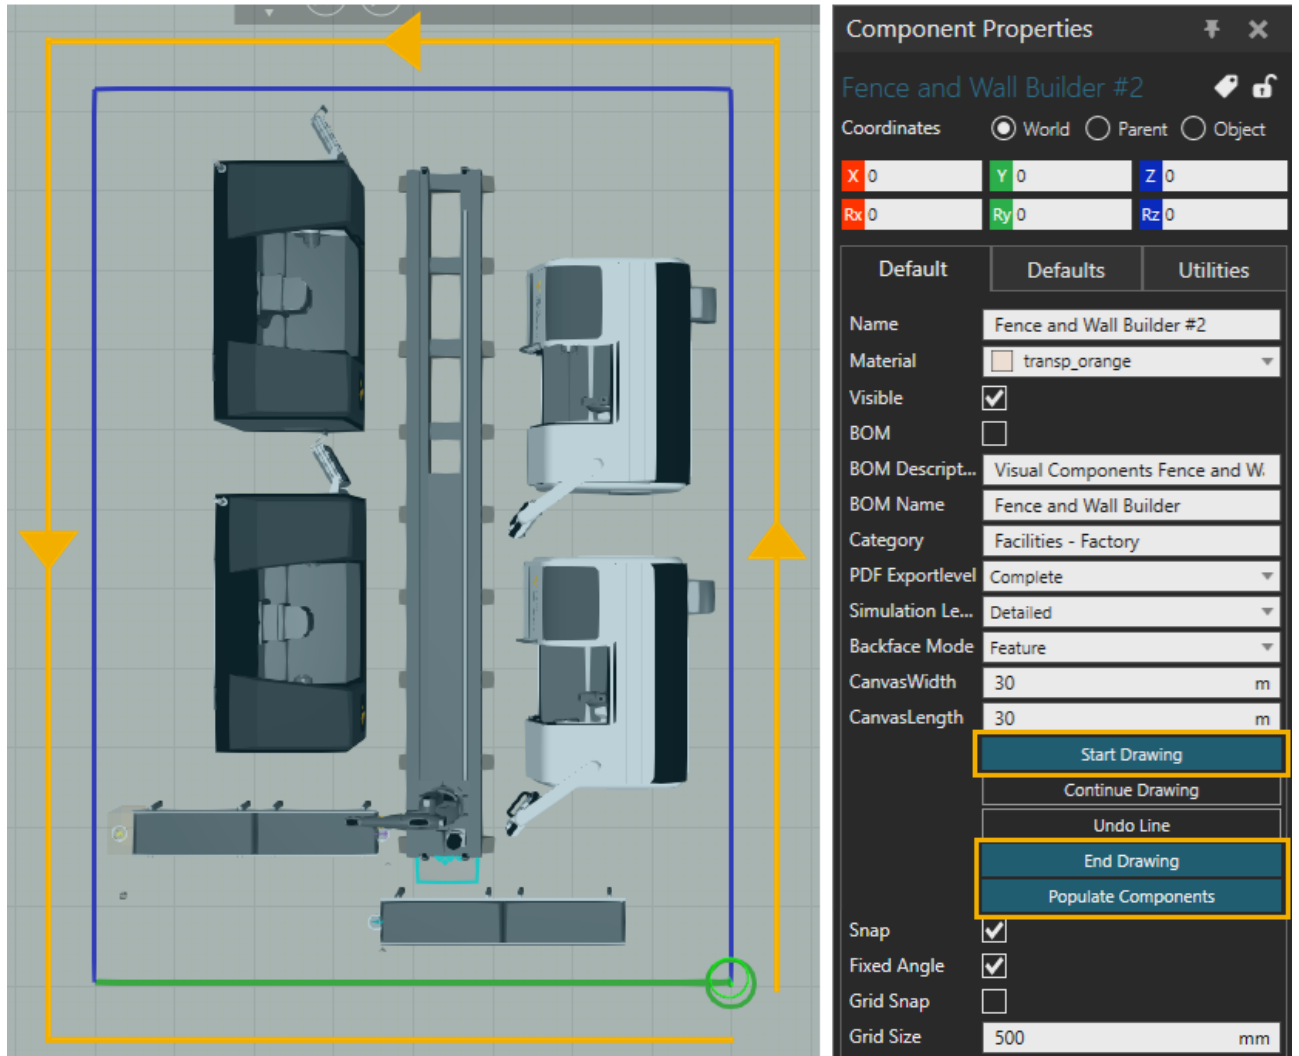 Component Properties
Fence and Wall Builder #2
Coordinates World Parent Object
X 0 Y 0 Z 0
Rx 0 Ry 0 Rz 0
Default Defaults Utilities
Name Fence and Wall Builder #2
Material transp_orange
Visible
BOM
BOM Descript... Visual Components Fence and W
BOM Name Fence and Wall Builder
Category Facilities - Factory
PDF Exportlevel Complete
Simulation Le... Detailed
Backface Mode Feature
CanvasWidth 30 m
CanvasLength 30 m
Start Drawing
Continue Drawing
Undo Line
End Drawing
Populate Components
Snap
Fixed Angle
Grid Snap
Grid Size 500 mm